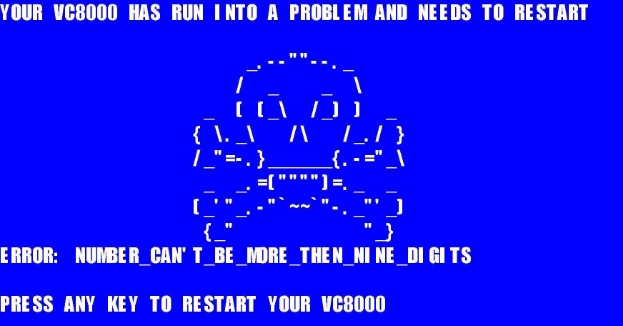 YOUR VC8000 HAS RUN INTO A PROBLEM AND NEEDS TO RESTART
ERROR: NUMBER_CAN'T_BE_MORE_THEN_NINE_DIGITS
PRESS ANY KEY TO RESTART YOUR VC8000